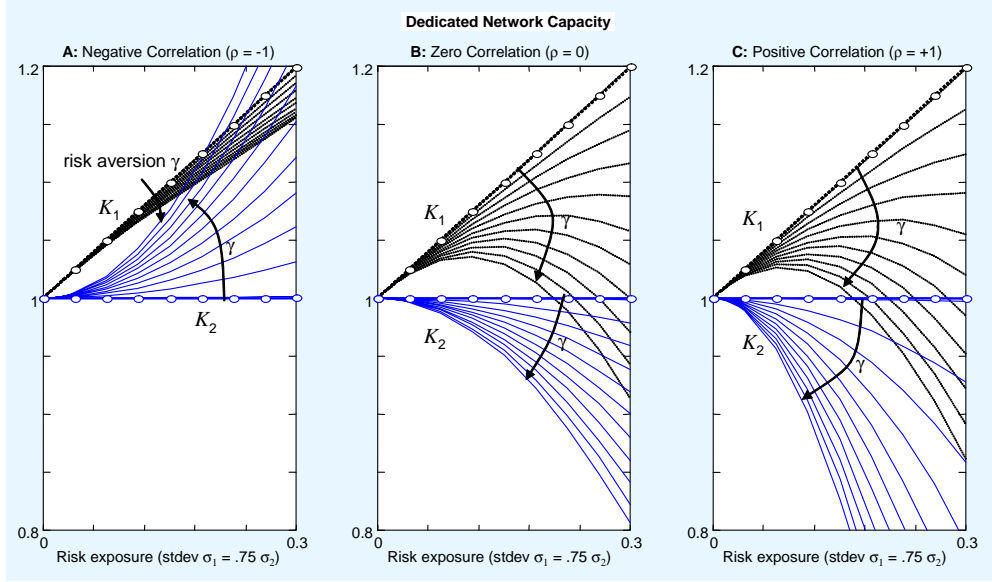 Dedicated Network Capacity
A: Negative Correlation (ρ = -1)
1.2
risk aversion γ
K1
γ
1
K2
0.8
0
0.3
Risk exposure (stdev σ1 = .75 σ2)
B: Zero Correlation (ρ = 0)
1.2
K1
γ
1
K2
γ
0.8
0
0.3
Risk exposure (stdev σ1 = .75 σ2)
C: Positive Correlation (ρ = +1)
1.2
K1
γ
1
K2
γ
0.8
0
0.3
Risk exposure (stdev σ1 = .75 σ2)